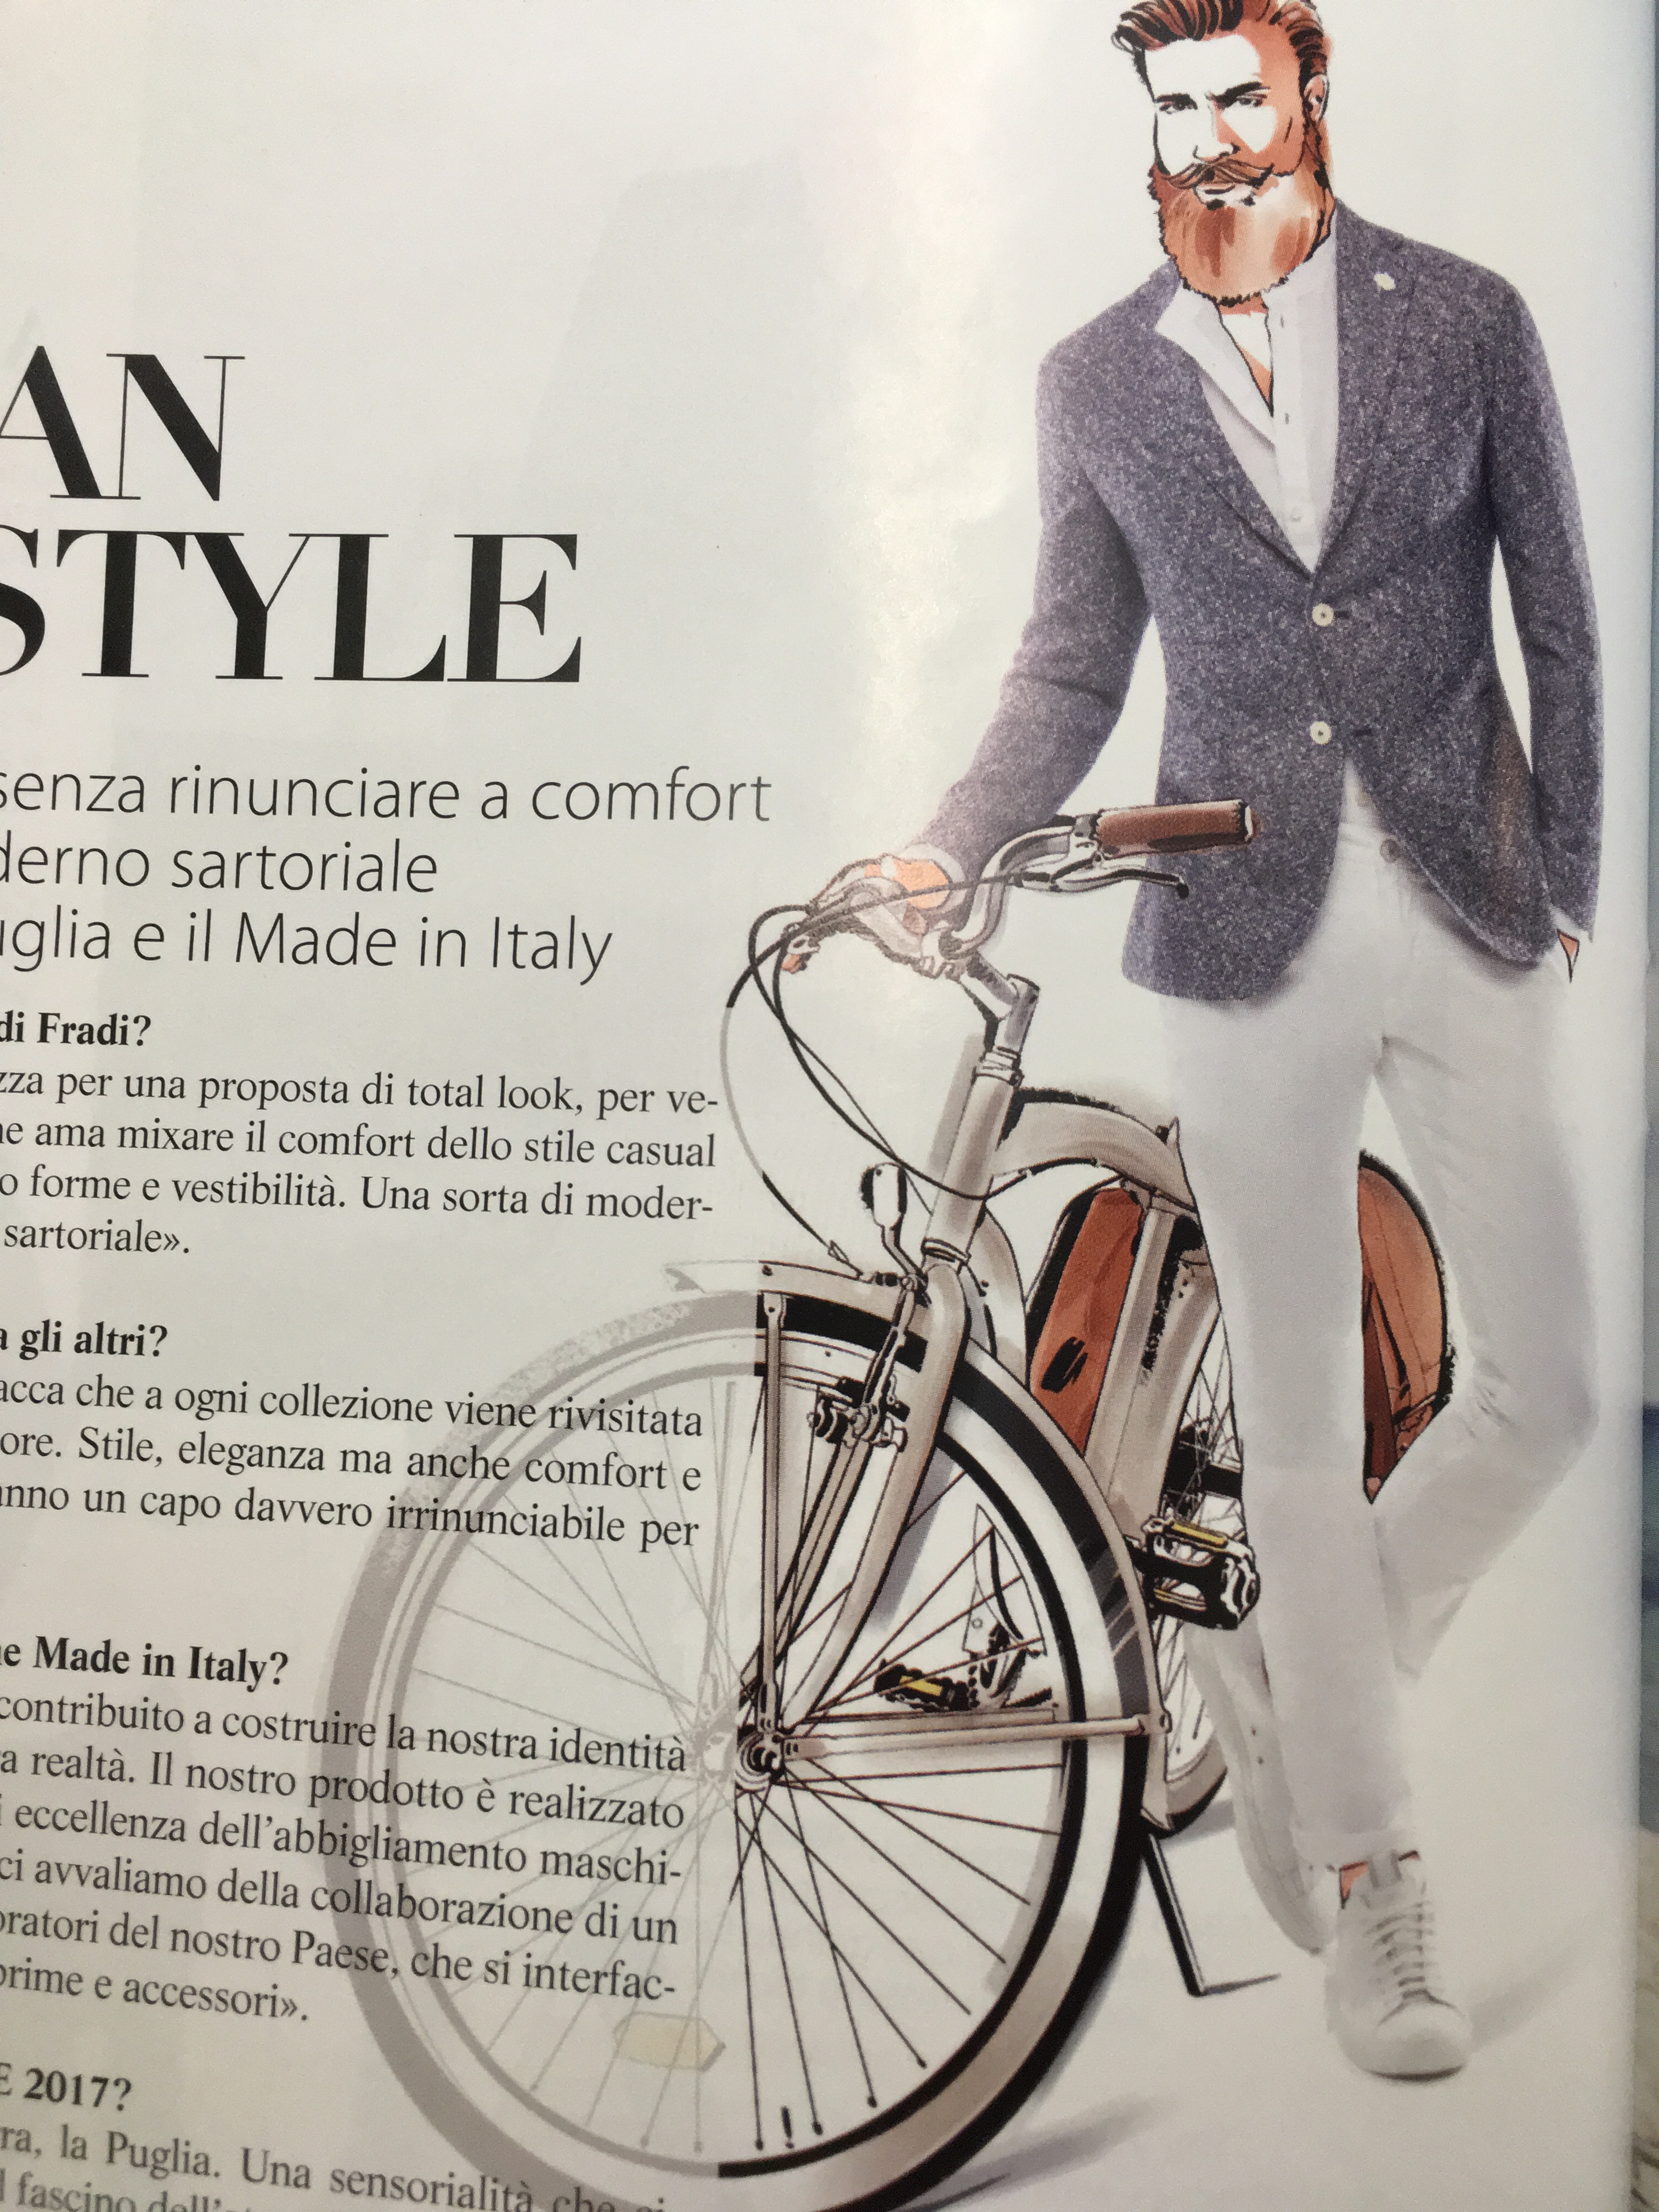 AN
STYLE
senza rinunciare a comfort
derno sartoriale
uglia e il Made in Italy
di Fradi?
zza per una proposta di total look, per ve-
ne ama mixare il comfort dello stile casual
o forme e vestibilità. Una sorta di moder-
sartoriale».
a gli altri?
acca che a ogni collezione viene rivisitata
ore. Stile, eleganza ma anche comfort e
anno un capo davvero irrinunciabile per
ne Made in Italy?
contribuito a costruire la nostra identità
a realtà. Il nostro prodotto è realizzato
i eccellenza dell'abbigliamento maschi-
ci avvaliamo della collaborazione di un
oratori del nostro Paese, che si interfac-
prime e accessori».
E 2017?
ra, la Puglia. Una sensorialità che ci
l fascino